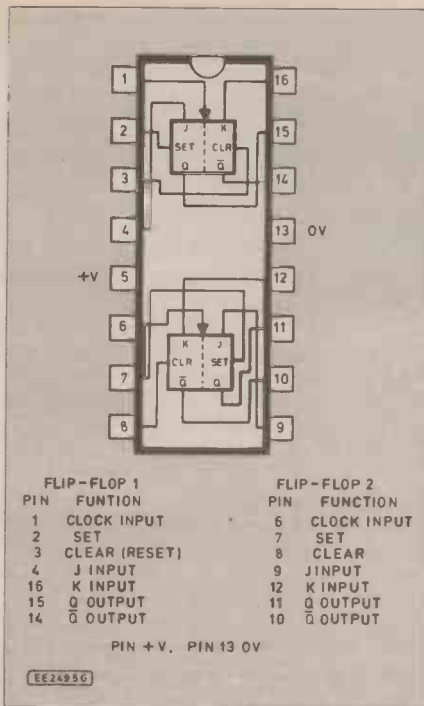 1
16
J K
2
SET CLR
15
Q Q̅
3
14
4
13 0V
+V 5
12
6
K J
11
CLR SET
7
Q̅ Q
10
8
9
FLIP-FLOP 1 FLIP-FLOP 2
PIN FUNTION PIN FUNCTION
1 CLOCK INPUT 6 CLOCK INPUT
2 SET 7 SET
3 CLEAR (RESET) 8 CLEAR
4 J INPUT 9 J INPUT
16 K INPUT 12 K INPUT
15 Q OUTPUT 11 Q OUTPUT
14 Q̅ OUTPUT 10 Q̅ OUTPUT
PIN +V, PIN 13 0V
EE2495G